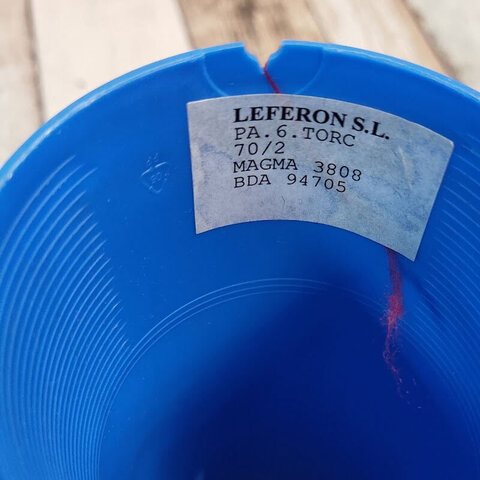 LEFERON S.L.
PA.6.TORC
70/2
MAGMA 3808
BDA 94705